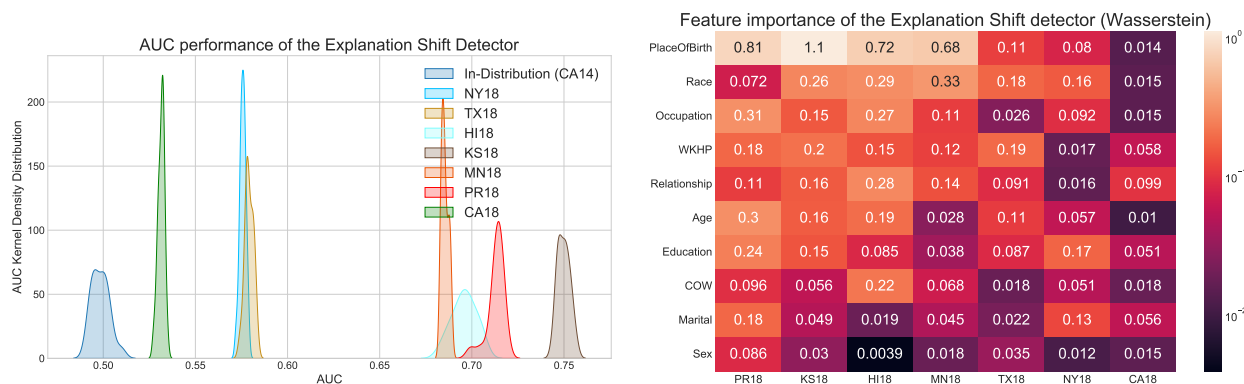 AUC performance of the Explanation Shift Detector
AUC Kernel Density Distribution
200
150
100
50
0
0.50 0.55 0.60 0.65 0.70 0.75
AUC
In-Distribution (CA14)
NY18
TX18
HI18
KS18
MN18
PR18
CA18
Feature importance of the Explanation Shift detector (Wasserstein)
PlaceOfBirth 0.81 1.1 0.72 0.68 0.11 0.08 0.014
Race 0.072 0.26 0.29 0.33 0.18 0.16 0.015
Occupation 0.31 0.15 0.27 0.11 0.026 0.092 0.015
WKHP 0.18 0.2 0.15 0.12 0.19 0.017 0.058
Relationship 0.11 0.16 0.28 0.14 0.091 0.016 0.099
Age 0.3 0.16 0.19 0.028 0.11 0.057 0.01
Education 0.24 0.15 0.085 0.038 0.087 0.17 0.051
COW 0.096 0.056 0.22 0.068 0.018 0.051 0.018
Marital 0.18 0.049 0.019 0.045 0.022 0.13 0.056
Sex 0.086 0.03 0.0039 0.018 0.035 0.012 0.015
PR18 KS18 HI18 MN18 TX18 NY18 CA18
10⁰
10⁻¹
10⁻²